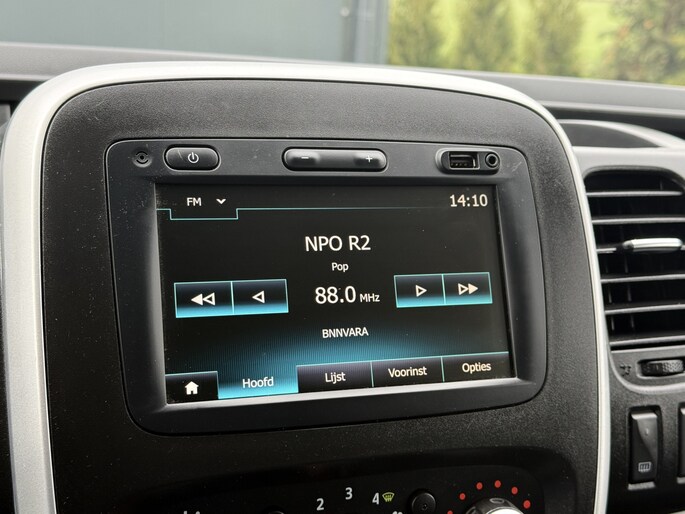 − +
FM 14:10
NPO R2
Pop
88.0 MHz
BNNVARA
Hoofd Lijst Voorinst Opties
2 3 4